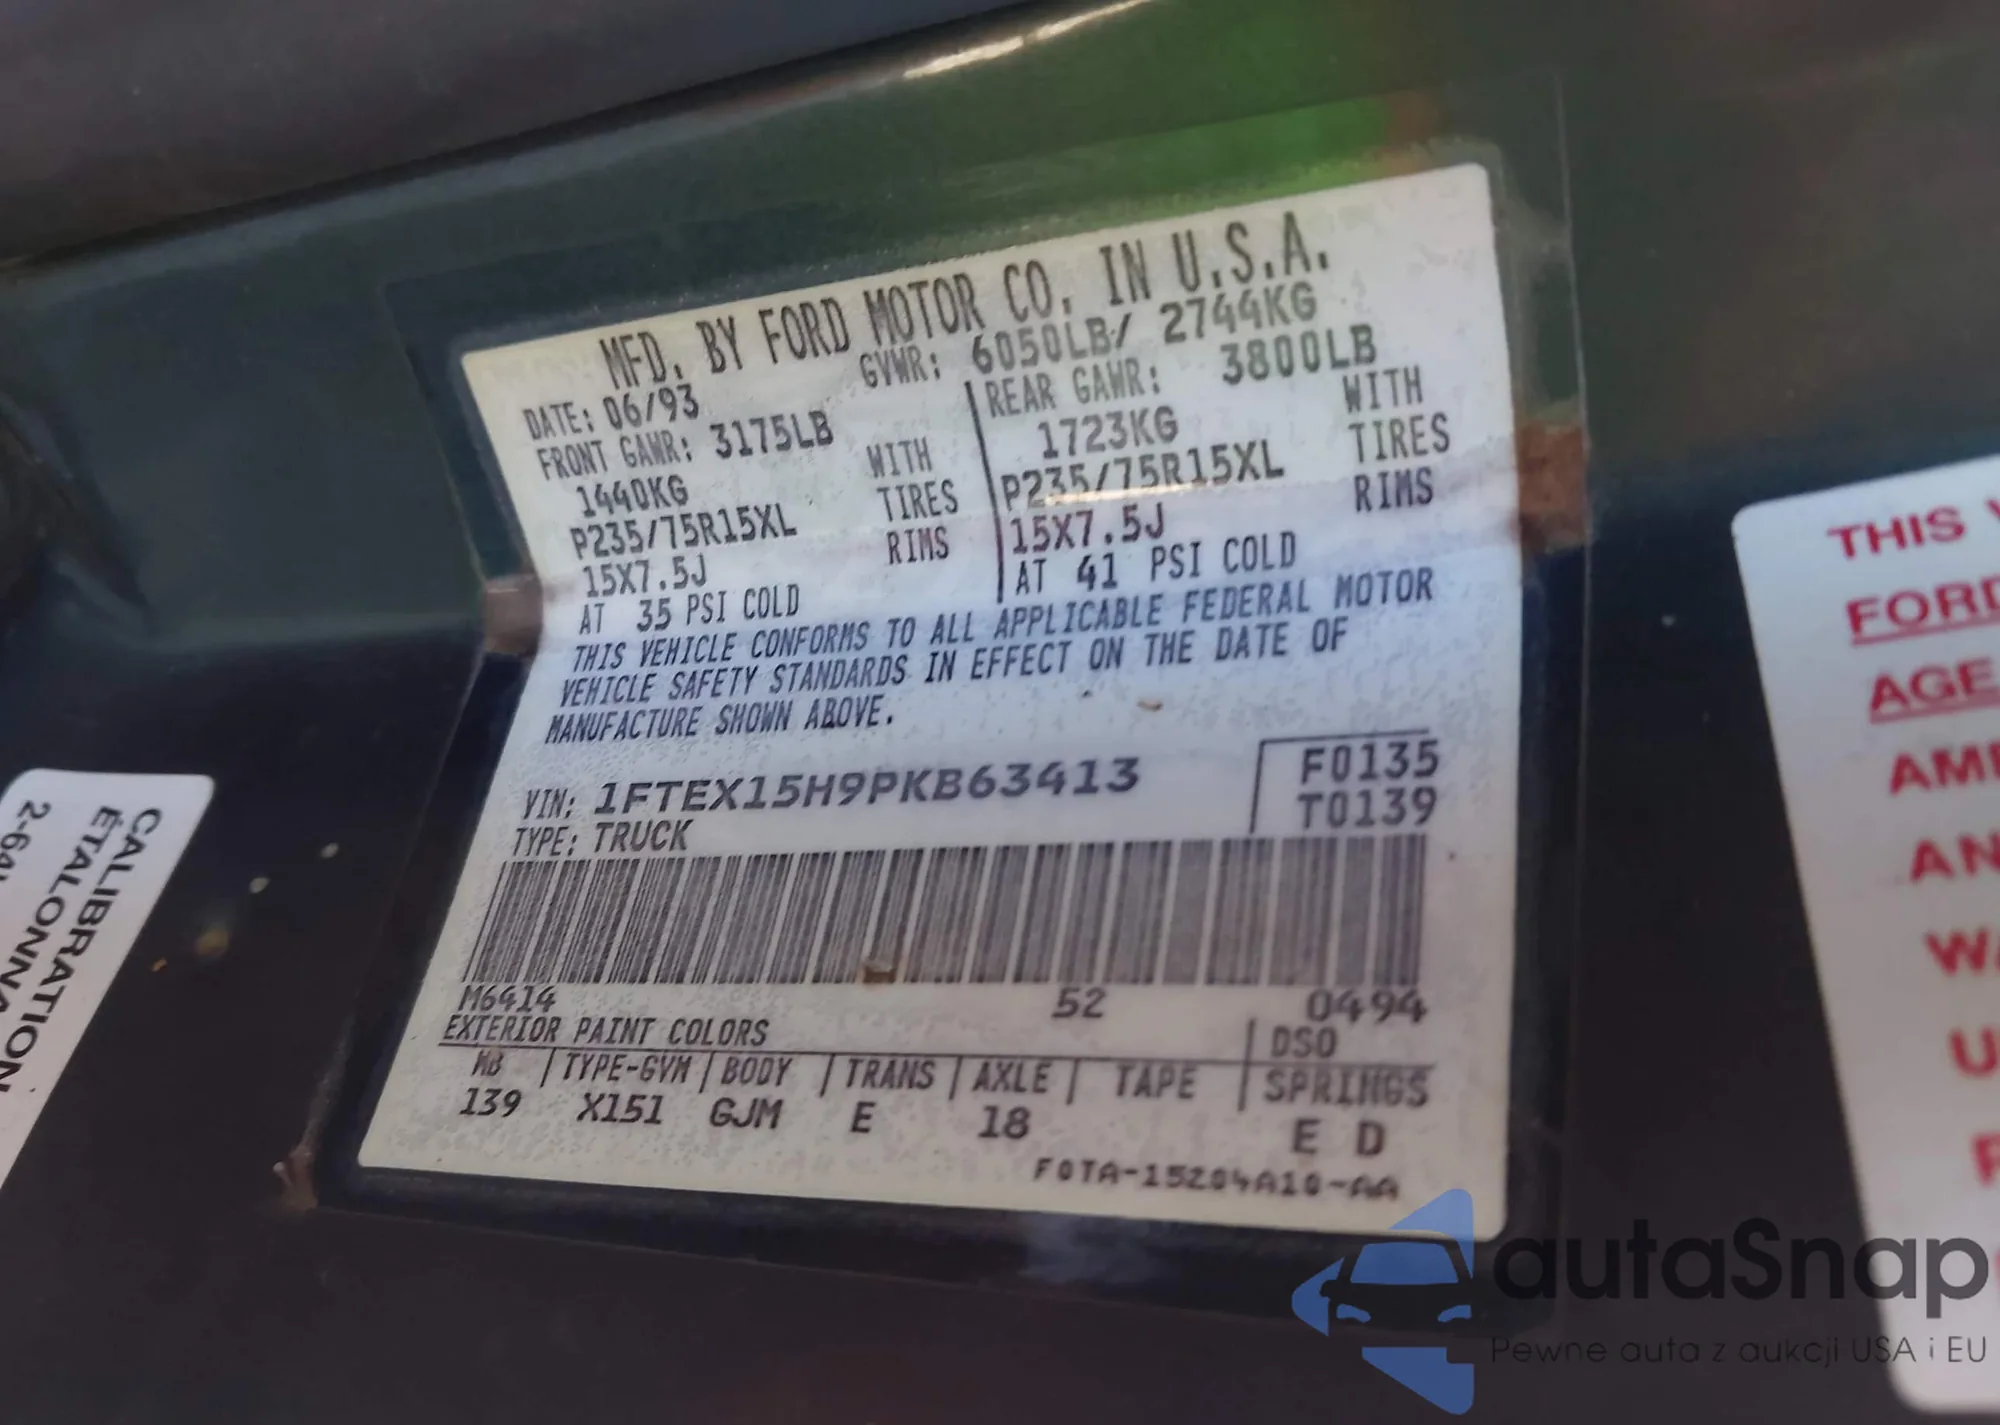 MFD. BY FORD MOTOR CO. IN U.S.A.
DATE: 06/93 GVWR: 6050LB/ 2744KG
FRONT GAWR: 3175LB REAR GAWR: 3800LB
1440KG WITH 1723KG WITH
P235/75R15XL TIRES P235/75R15XL TIRES
15X7.5J RIMS 15X7.5J RIMS
AT 35 PSI COLD AT 41 PSI COLD
THIS VEHICLE CONFORMS TO ALL APPLICABLE FEDERAL MOTOR
VEHICLE SAFETY STANDARDS IN EFFECT ON THE DATE OF
MANUFACTURE SHOWN ABOVE.
VIN: 1FTEX15H9PKB63413 F0135
TYPE: TRUCK T0139
M6414 52 0494
EXTERIOR PAINT COLORS DSO
WB TYPE-GVM BODY TRANS AXLE TAPE SPRINGS
139 X151 GJM E 18 E D
F0TA-15204A10-AA
CALIBRATION
THIS
FORD
AGE
autaSnap
Pewne auta z aukcji USA i EU